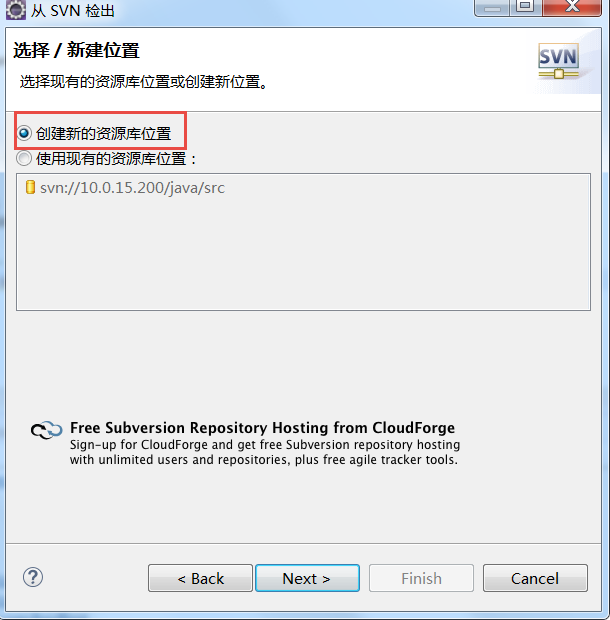 从 SVN 检出
选择 / 新建位置
选择现有的资源库位置或创建新位置。
SVN
创建新的资源库位置
使用现有的资源库位置：
svn://10.0.15.200/java/src
Free Subversion Repository Hosting from CloudForge
Sign-up for CloudForge and get free Subversion repository hosting
with unlimited users and repositories, plus free agile tracker tools.
?
< Back
Next >
Finish
Cancel